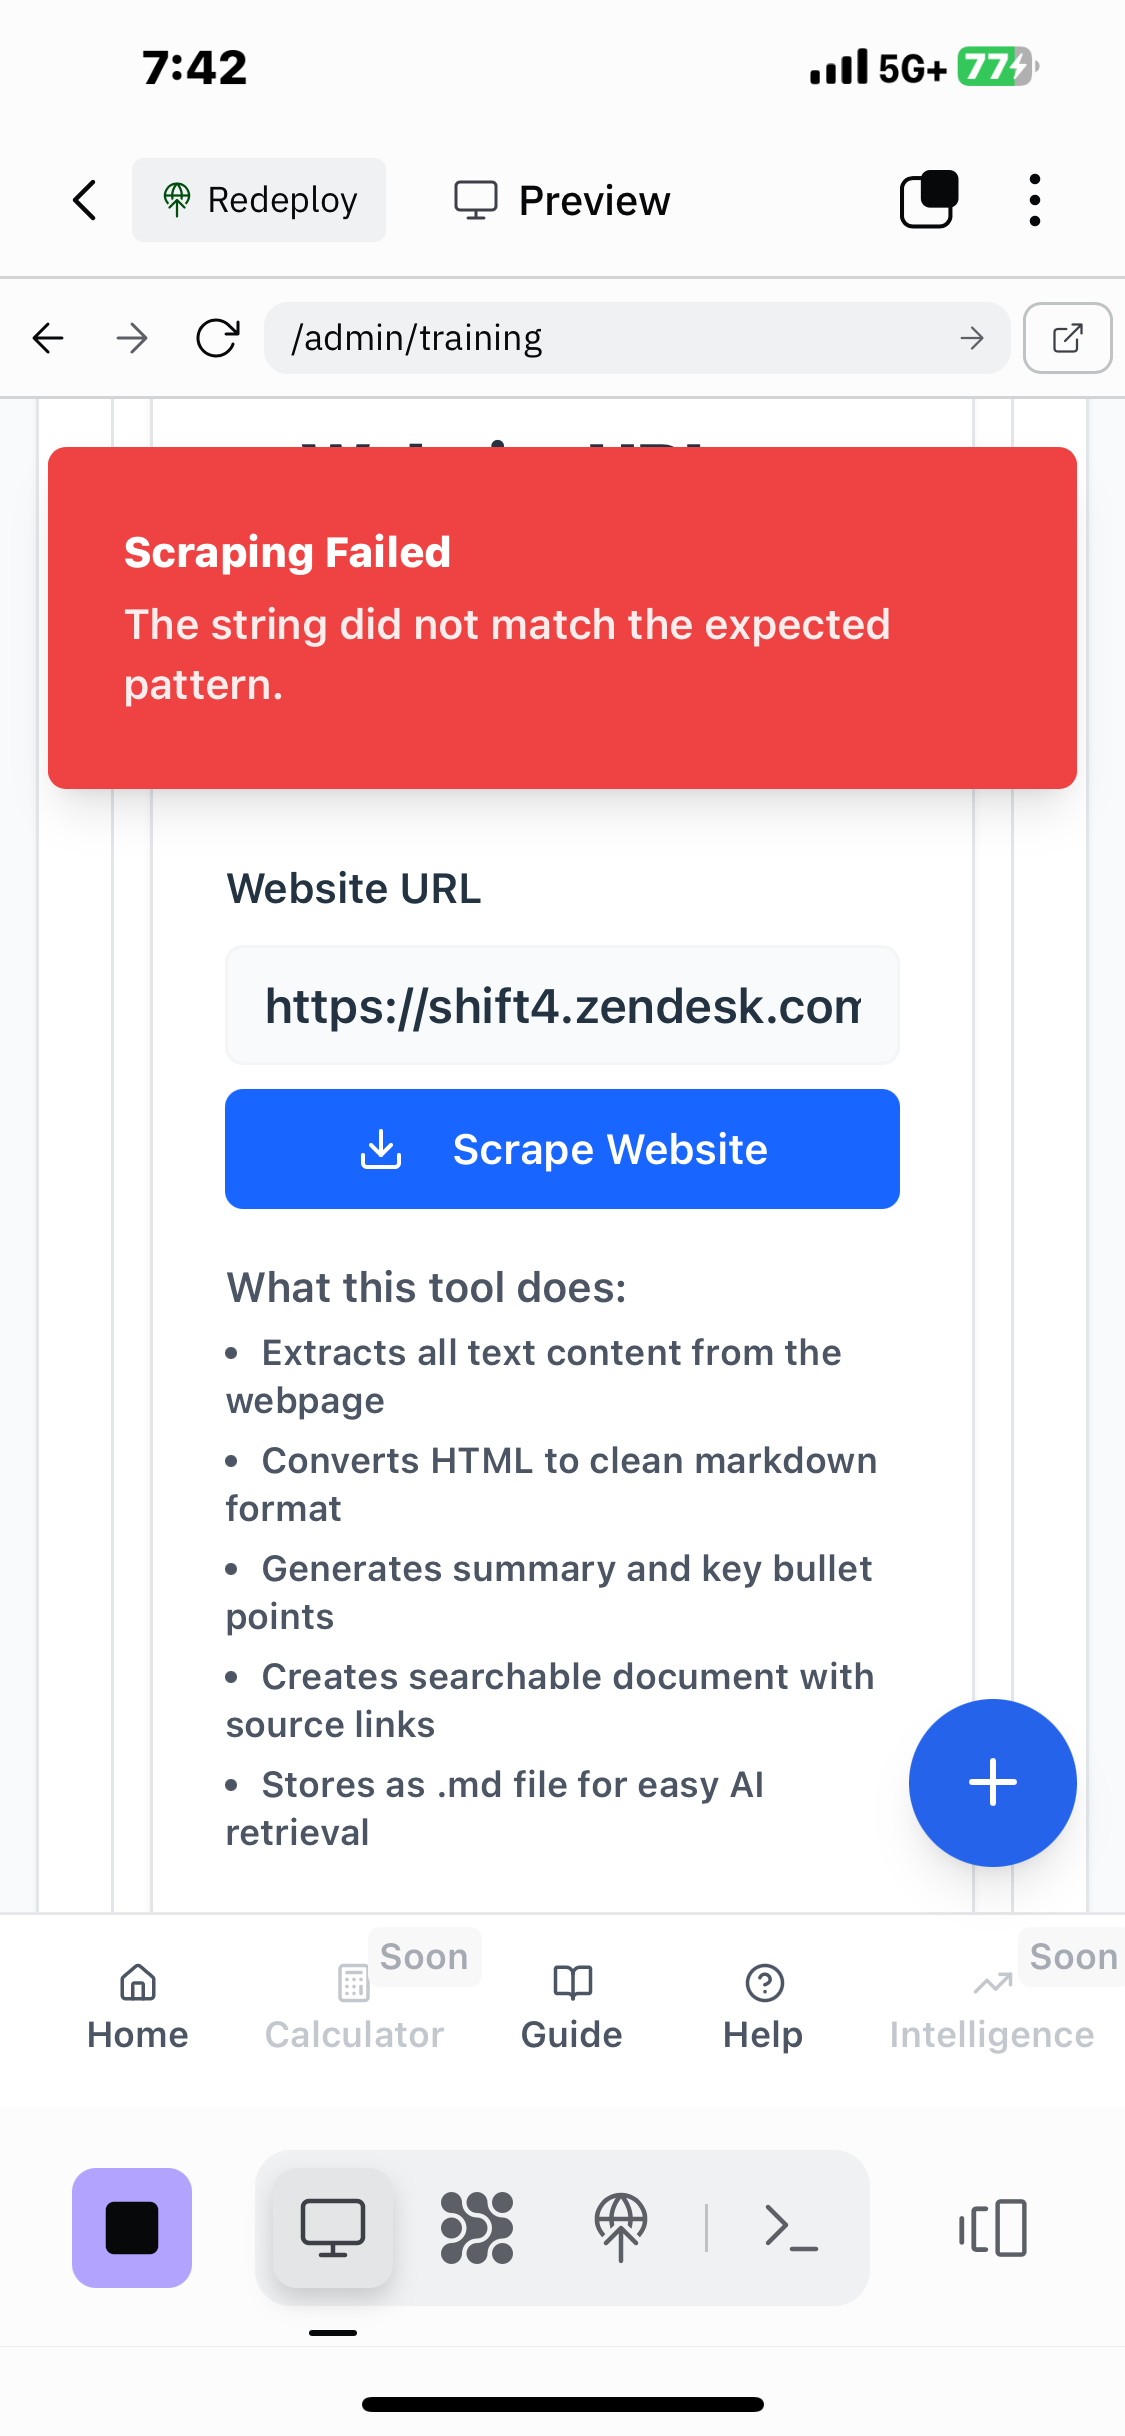 7:42
5G+
77
Redeploy
Preview
/admin/training
Scraping Failed
The string did not match the expected
pattern.
Website URL
https://shift4.zendesk.com
Scrape Website
What this tool does:
• Extracts all text content from the
webpage
• Converts HTML to clean markdown
format
• Generates summary and key bullet
points
• Creates searchable document with
source links
• Stores as .md file for easy AI
retrieval
Soon
Soon
Home
Calculator
Guide
Help
Intelligence